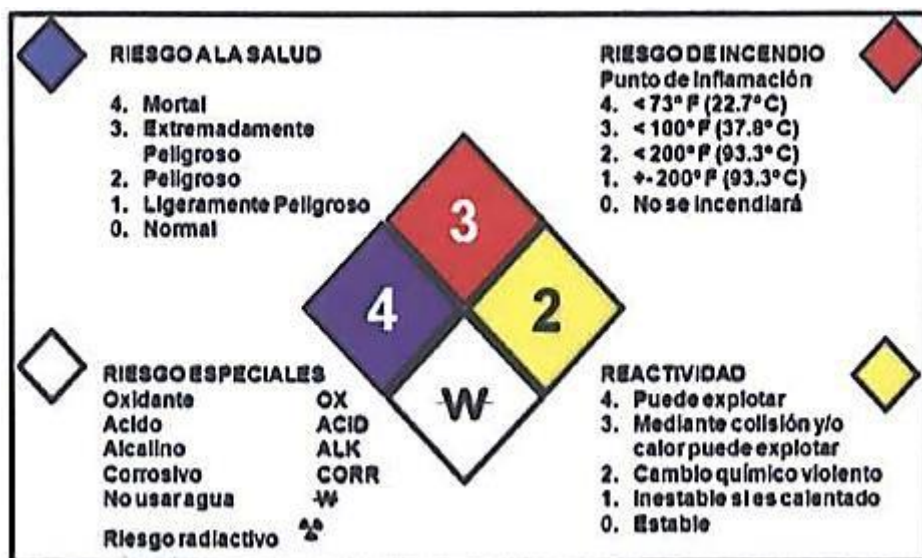 RIESGO A LA SALUD
4. Mortal
3. Extremadamente
Peligroso
2. Peligroso
1. Ligeramente Peligroso
0. Normal
RIESGO DE INCENDIO
Punto de Inflamación
4. < 73° F (22.7° C)
3. < 100° F (37.8° C)
2. < 200° F (93.3° C)
1. +-200° F (93.3° C)
0. No se Incendiará
3
4
2
W
RIESGO ESPECIALES
Oxidante OX
Acido ACID
Alcalino ALK
Corrosivo CORR
No usar agua W
Riesgo radiactivo
REACTIVIDAD
4. Puede explotar
3. Mediante colisión y/o
calor puede explotar
2. Cambio químico violento
1. Inestable si es calentado
0. Estable